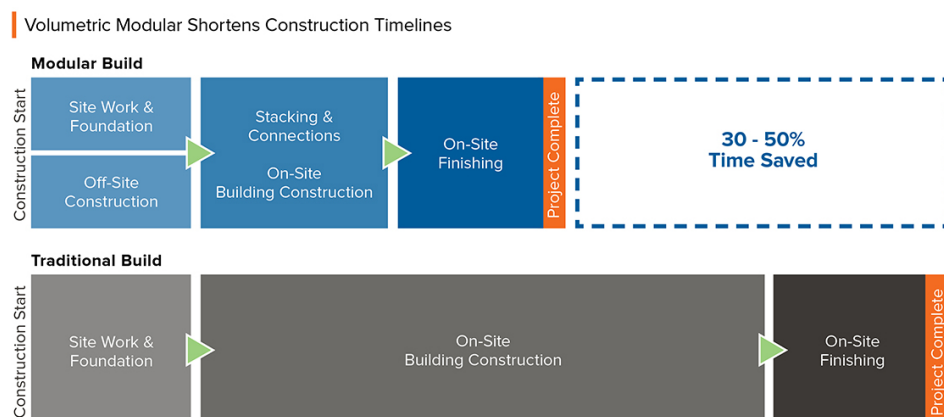 Volumetric Modular Shortens Construction Timelines
Modular Build
Construction Start
Site Work &
Foundation
Off-Site
Construction
Stacking &
Connections
On-Site
Building Construction
On-Site
Finishing
Project Complete
30 - 50%
Time Saved
Traditional Build
Construction Start
Site Work &
Foundation
On-Site
Building Construction
On-Site
Finishing
Project Complete